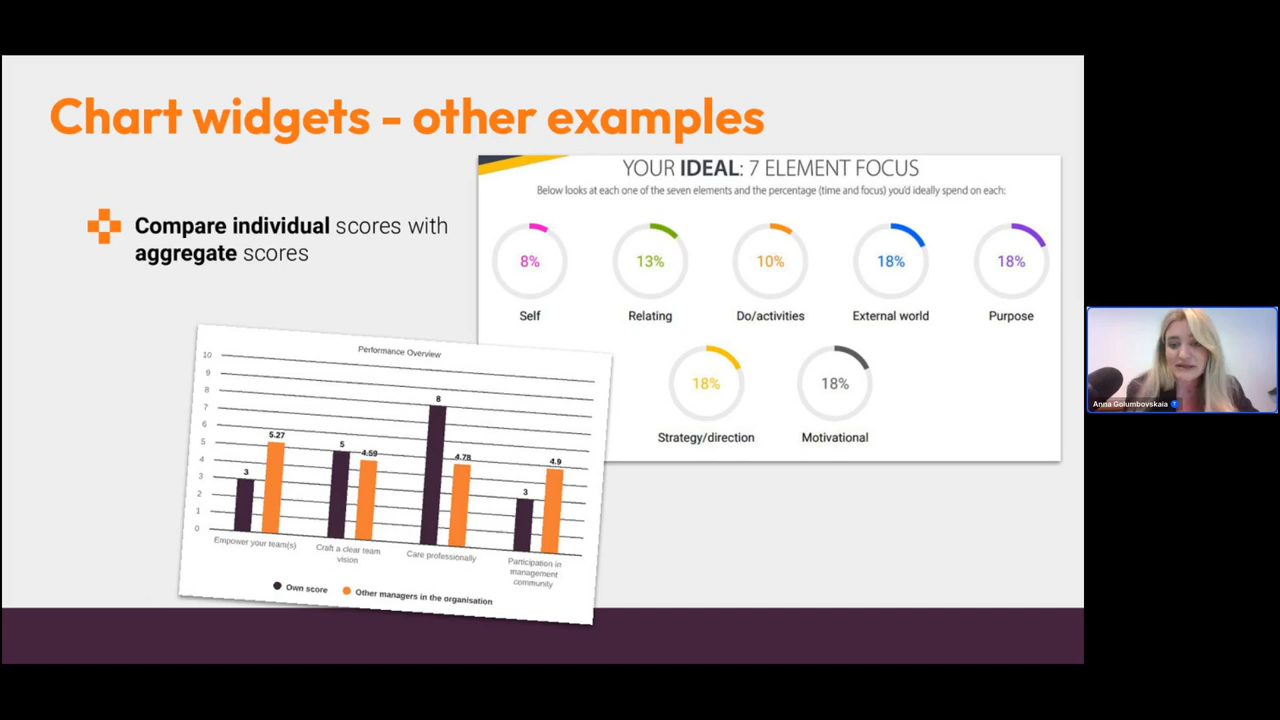 Chart widgets - other examples
Compare individual scores with
aggregate scores
YOUR IDEAL: 7 ELEMENT FOCUS
Below looks at each one of the seven elements and the percentage (time and focus) you'd ideally spend on each:
8%
13%
10%
18%
18%
Self
Relating
Do/activities
External world
Purpose
18%
18%
Strategy/direction
Motivational
Performance Overview
10
9
8
7
6
5
4
3
2
1
0
3
5.27
5
4.59
8
4.78
3
4.9
Empower your team(s)
Craft a clear team
vision
Care professionally
Participation in
management
community
Own score
Other managers in the organisation
Anna Golumbovskaia